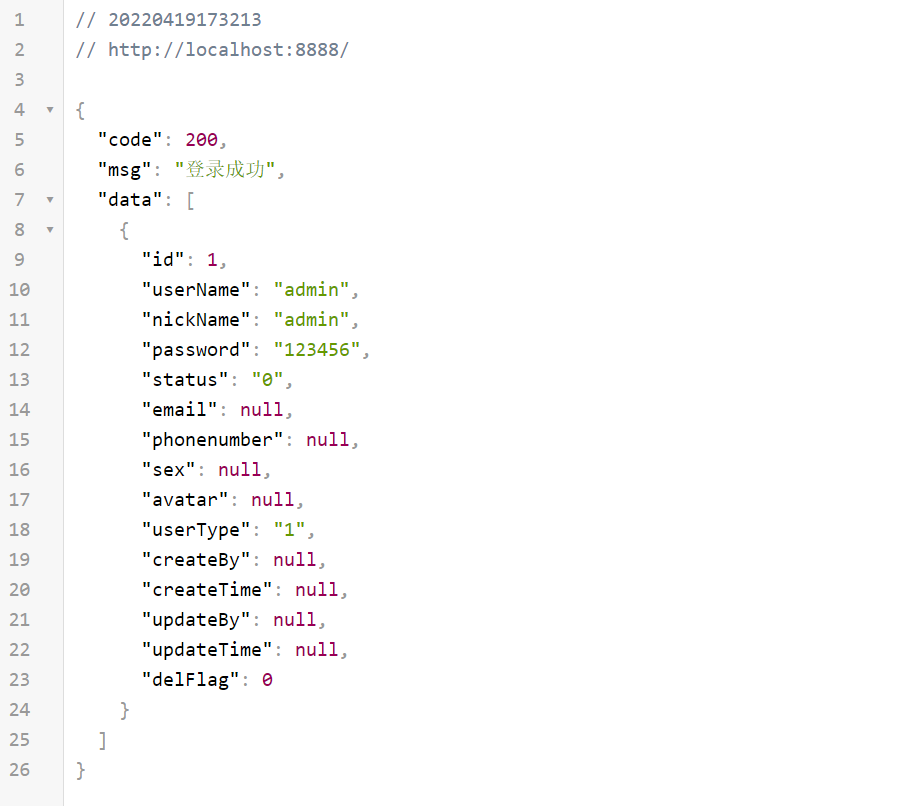 1 // 20220419173213
2 // http://localhost:8888/
3
4 {
5 "code": 200,
6 "msg": "登录成功",
7 "data": [
8 {
9 "id": 1,
10 "userName": "admin",
11 "nickName": "admin",
12 "password": "123456",
13 "status": "0",
14 "email": null,
15 "phonenumber": null,
16 "sex": null,
17 "avatar": null,
18 "userType": "1",
19 "createBy": null,
20 "createTime": null,
21 "updateBy": null,
22 "updateTime": null,
23 "delFlag": 0
24 }
25 ]
26 }